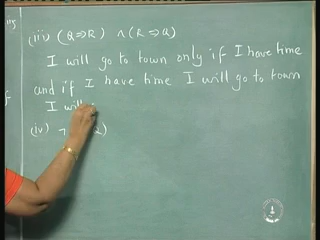 (iii) (Q⇒R) ∧ (R⇒Q)
I will go to town only if I have time
and if I have time I will go to town
I will
(iv) ¬